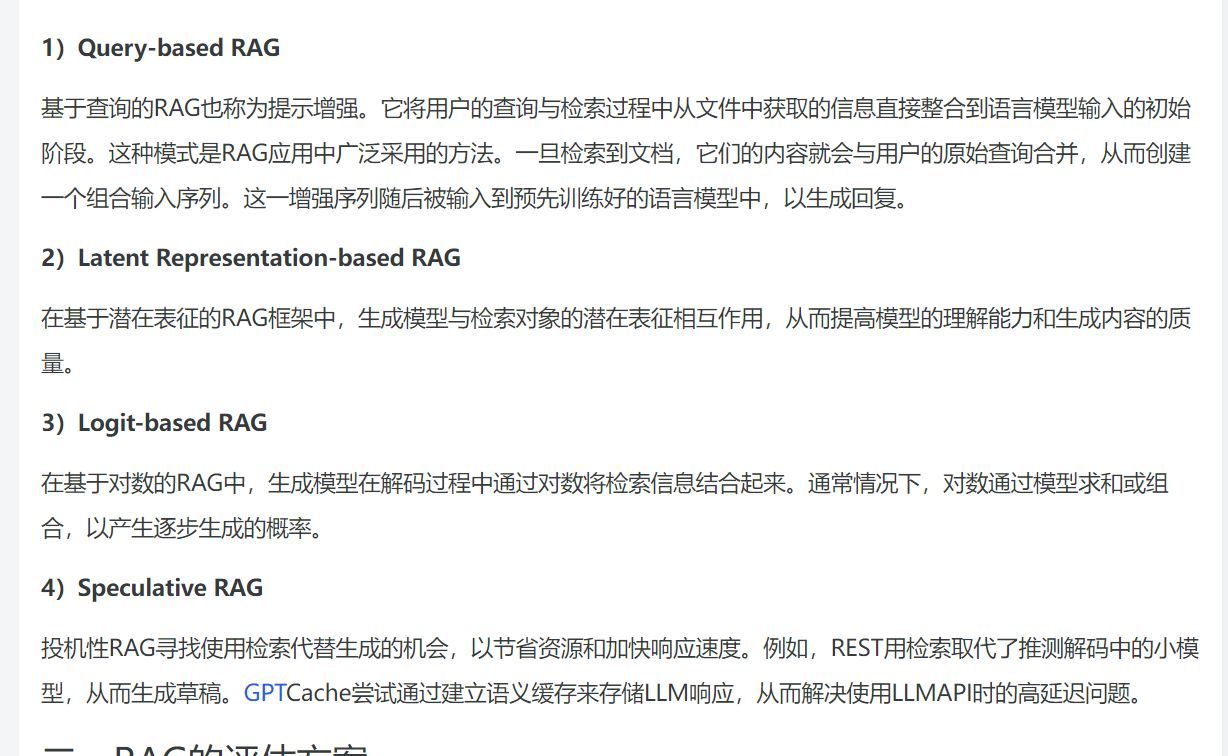 1）Query-based RAG
基于查询的RAG也称为提示增强。它将用户的查询与检索过程中从文件中获取的信息直接整合到语言模型输入的初始
阶段。这种模式是RAG应用中广泛采用的方法。一旦检索到文档，它们的内容就会与用户的原始查询合并，从而创建
一个组合输入序列。这一增强序列随后被输入到预先训练好的语言模型中，以生成回复。
2）Latent Representation-based RAG
在基于潜在表征的RAG框架中，生成模型与检索对象的潜在表征相互作用，从而提高模型的理解能力和生成内容的质
量。
3）Logit-based RAG
在基于对数的RAG中，生成模型在解码过程中通过对数将检索信息结合起来。通常情况下，对数通过模型求和或组
合，以产生逐步生成的概率。
4）Speculative RAG
投机性RAG寻找使用检索代替生成的机会，以节省资源和加快响应速度。例如，REST用检索取代了推测解码中的小模
型，从而生成草稿。GPTCache尝试通过建立语义缓存来存储LLM响应，从而解决使用LLMAPI时的高延迟问题。
RAG的评估方案